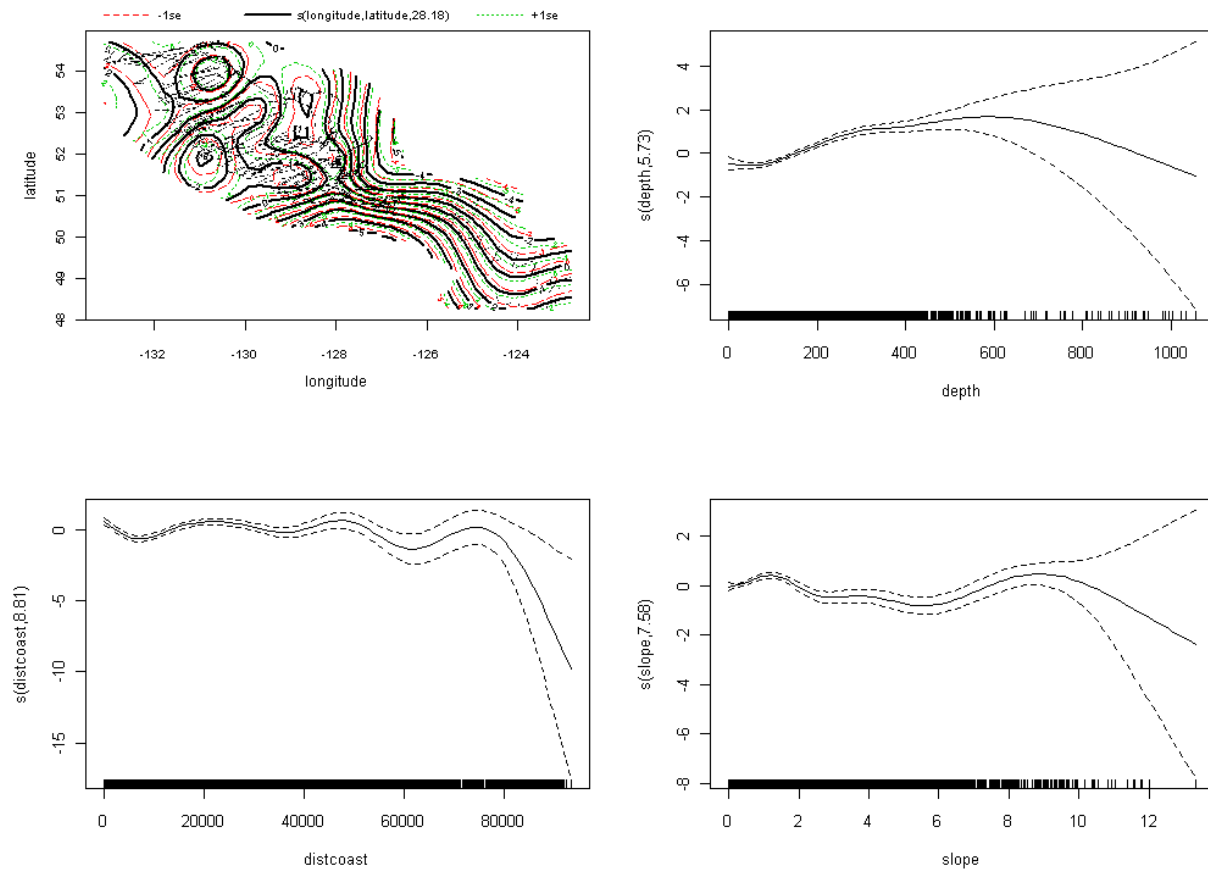 -1se s(longitude,latitude,28.18) +1se
latitude
48 49 50 51 52 53 54
-132 -130 -128 -126 -124
longitude
s(depth,5.73)
4
2
0
-2
-4
-6
0 200 400 600 800 1000
depth
s(distcoast,8.81)
0
-5
-10
-15
0 20000 40000 60000 80000
distcoast
s(slope,7.58)
2
0
-2
-4
-6
-8
0 2 4 6 8 10 12
slope